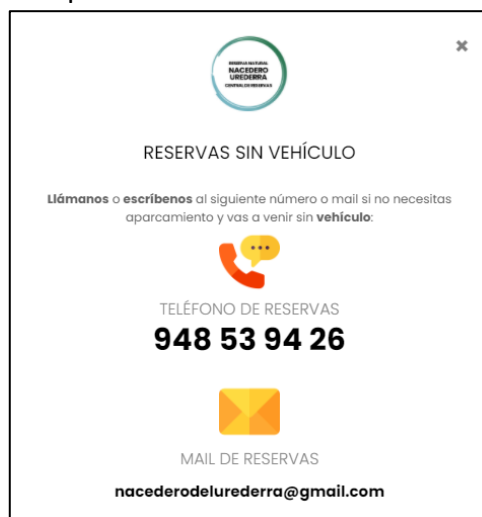 RESERVA NATURAL
NACEDERO
UREDERRA
CENTRAL DE RESERVAS
RESERVAS SIN VEHÍCULO
Llámanos o escríbenos al siguiente número o mail si no necesitas
aparcamiento y vas a venir sin vehículo:
TELÉFONO DE RESERVAS
948 53 94 26
MAIL DE RESERVAS
nacederodelurederra@gmail.com